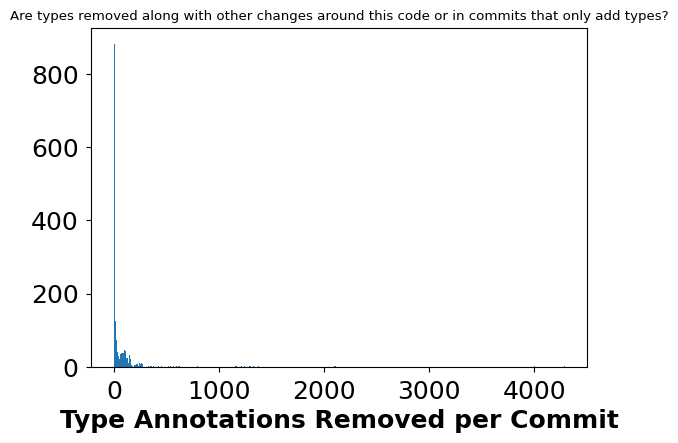 Are types removed along with other changes around this code or in commits that only add types?
800
600
400
200
0
0 1000 2000 3000 4000
Type Annotations Removed per Commit